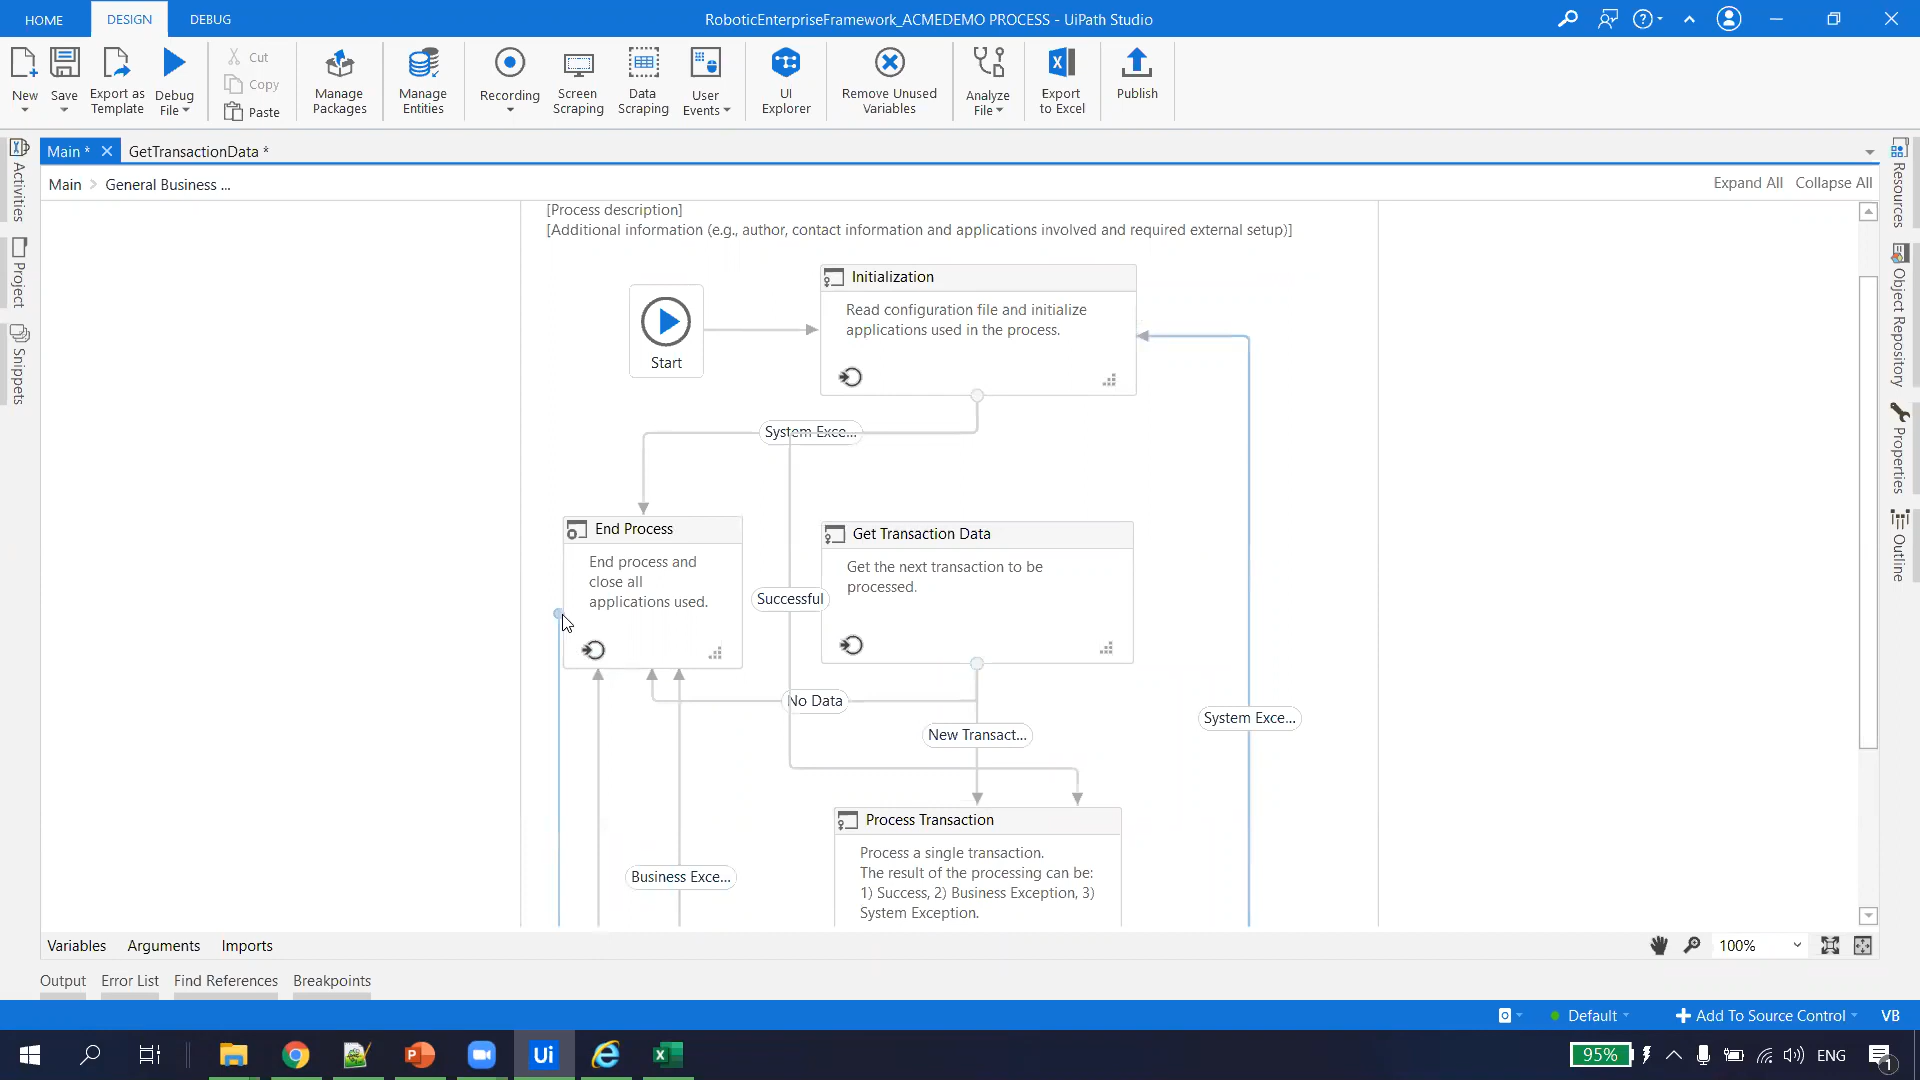 HOME DESIGN DEBUG
RoboticEnterpriseFramework_ACMEDEMO PROCESS - UiPath Studio
New
Save
Export as
Template
Debug
File
Cut
Copy
Paste
Manage
Packages
Manage
Entities
Recording
Screen
Scraping
Data
Scraping
User
Events
UI
Explorer
Remove Unused
Variables
Analyze
File
Export
to Excel
Publish
Main * GetTransactionData *
Main > General Business ...
Expand All Collapse All
Activities
Project
Snippets
Resources
Object Repository
Properties
Outline
[Process description]
[Additional information (e.g., author, contact information and applications involved and required external setup)]
Start
Initialization
Read configuration file and initialize
applications used in the process.
System Exce...
End Process
End process and
close all
applications used.
Successful
Get Transaction Data
Get the next transaction to be
processed.
No Data
New Transact...
System Exce...
Process Transaction
Process a single transaction.
The result of the processing can be:
1) Success, 2) Business Exception, 3)
System Exception.
Business Exce...
Variables Arguments Imports
100%
Output Error List Find References Breakpoints
Default
Add To Source Control
VB
Ui
95%
ENG
1